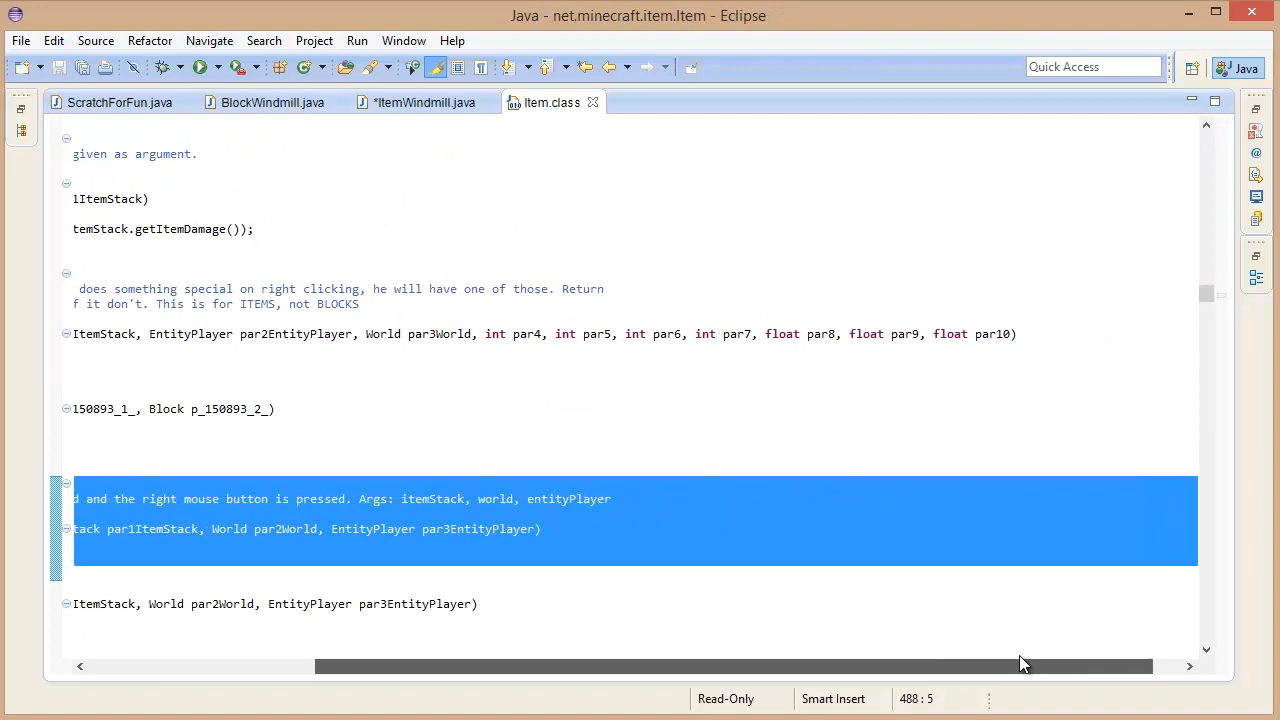 Java - net.minecraft.item.Item - Eclipse
File Edit Source Refactor Navigate Search Project Run Window Help
Quick Access
Java
ScratchForFun.java
BlockWindmill.java
*ItemWindmill.java
Item.class
given as argument.
1ItemStack)
temStack.getItemDamage());
does something special on right clicking, he will have one of those. Return
f it don't. This is for ITEMS, not BLOCKS
ItemStack, EntityPlayer par2EntityPlayer, World par3World, int par4, int par5, int par6, int par7, float par8, float par9, float par10)
150893_1_, Block p_150893_2_)
d and the right mouse button is pressed. Args: itemStack, world, entityPlayer
tack par1ItemStack, World par2World, EntityPlayer par3EntityPlayer)
ItemStack, World par2World, EntityPlayer par3EntityPlayer)
Read-Only
Smart Insert
488 : 5